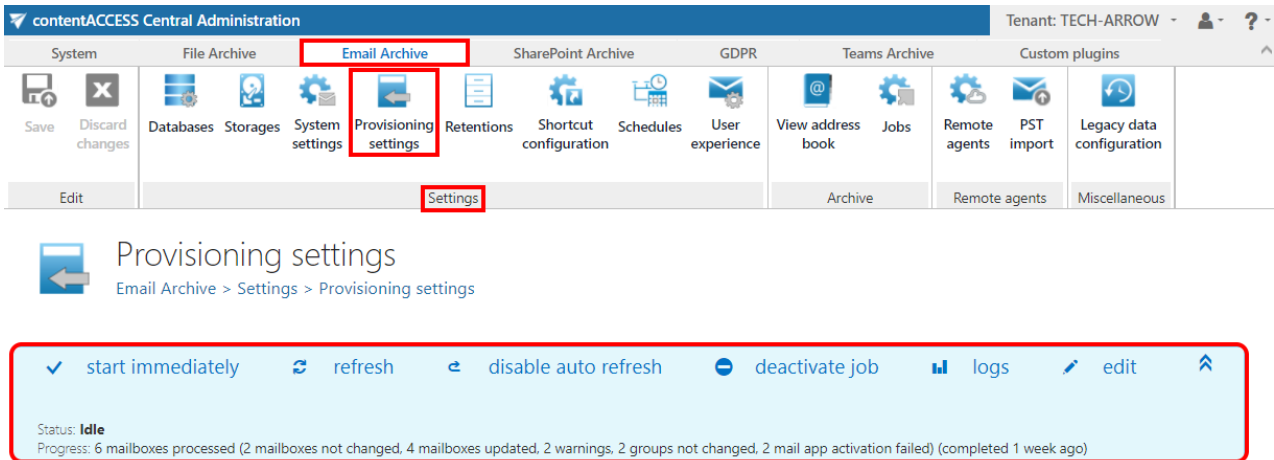 contentACCESS Central Administration Tenant: TECH-ARROW ?
System File Archive Email Archive SharePoint Archive GDPR Teams Archive Custom plugins
Save Discard changes Databases Storages System settings Provisioning settings Retentions Shortcut configuration Schedules User experience View address book Jobs Remote agents PST import Legacy data configuration
Edit Settings Archive Remote agents Miscellaneous
Provisioning settings
Email Archive > Settings > Provisioning settings
start immediately refresh disable auto refresh deactivate job logs edit
Status: Idle
Progress: 6 mailboxes processed (2 mailboxes not changed, 4 mailboxes updated, 2 warnings, 2 groups not changed, 2 mail app activation failed) (completed 1 week ago)